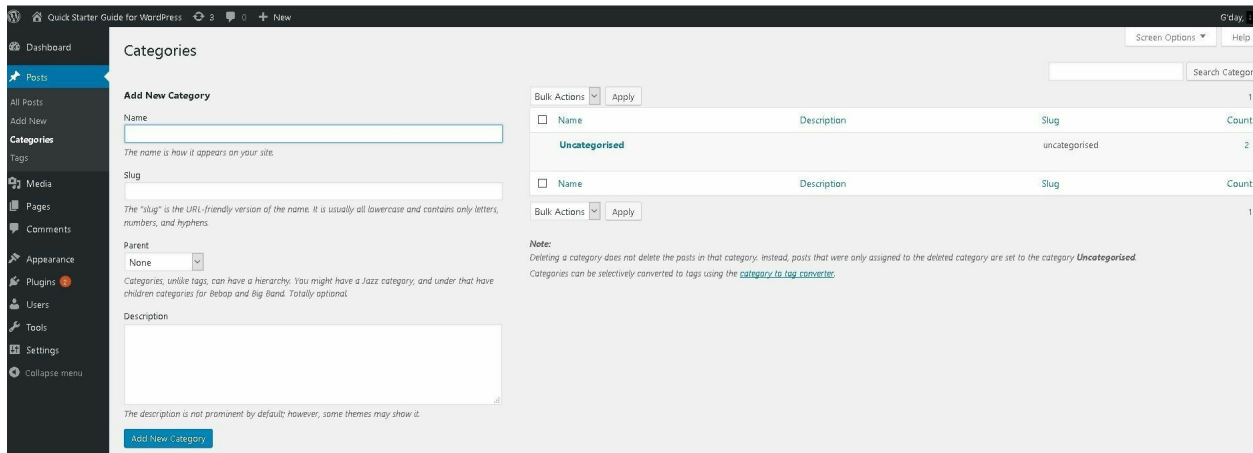 Quick Starter Guide for WordPress 3 0 New G'day,
Screen Options Help
Dashboard
Posts
All Posts
Add New
Categories
Tags
Media
Pages
Comments
Appearance
Plugins 2
Users
Tools
Settings
Collapse menu
Categories
Add New Category
Name
The name is how it appears on your site.
Slug
The "slug" is the URL-friendly version of the name. It is usually all lowercase and contains only letters,
numbers, and hyphens.
Parent
None
Categories, unlike tags, can have a hierarchy. You might have a Jazz category, and under that have
children categories for Bebop and Big Band. Totally optional.
Description
The description is not prominent by default; however, some themes may show it.
Add New Category
Search Categor
Bulk Actions Apply 1
Name Description Slug Count
Uncategorised uncategorised 2
Name Description Slug Count
Bulk Actions Apply 1
Note:
Deleting a category does not delete the posts in that category. Instead, posts that were only assigned to the deleted category are set to the category Uncategorised.
Categories can be selectively converted to tags using the category to tag converter.